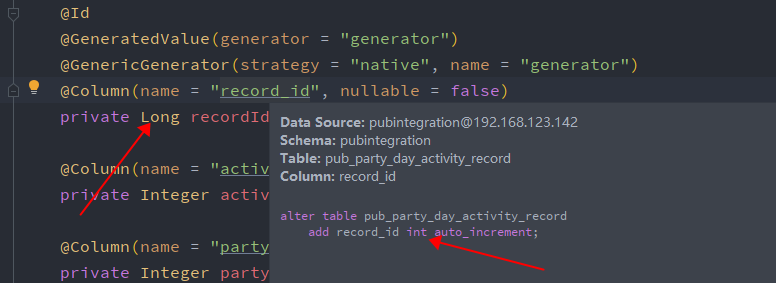 @Id
@GeneratedValue(generator = "generator")
@GenericGenerator(strategy = "native", name = "generator")
@Column(name = "record_id", nullable = false)
private Long recordId
Data Source: pubintegration@192.168.123.142
Schema: pubintegration
Table: pub_party_day_activity_record
Column: record_id
alter table pub_party_day_activity_record
add record_id int auto_increment;
@Column(name = "activ
private Integer activ
@Column(name = "party
private Integer party